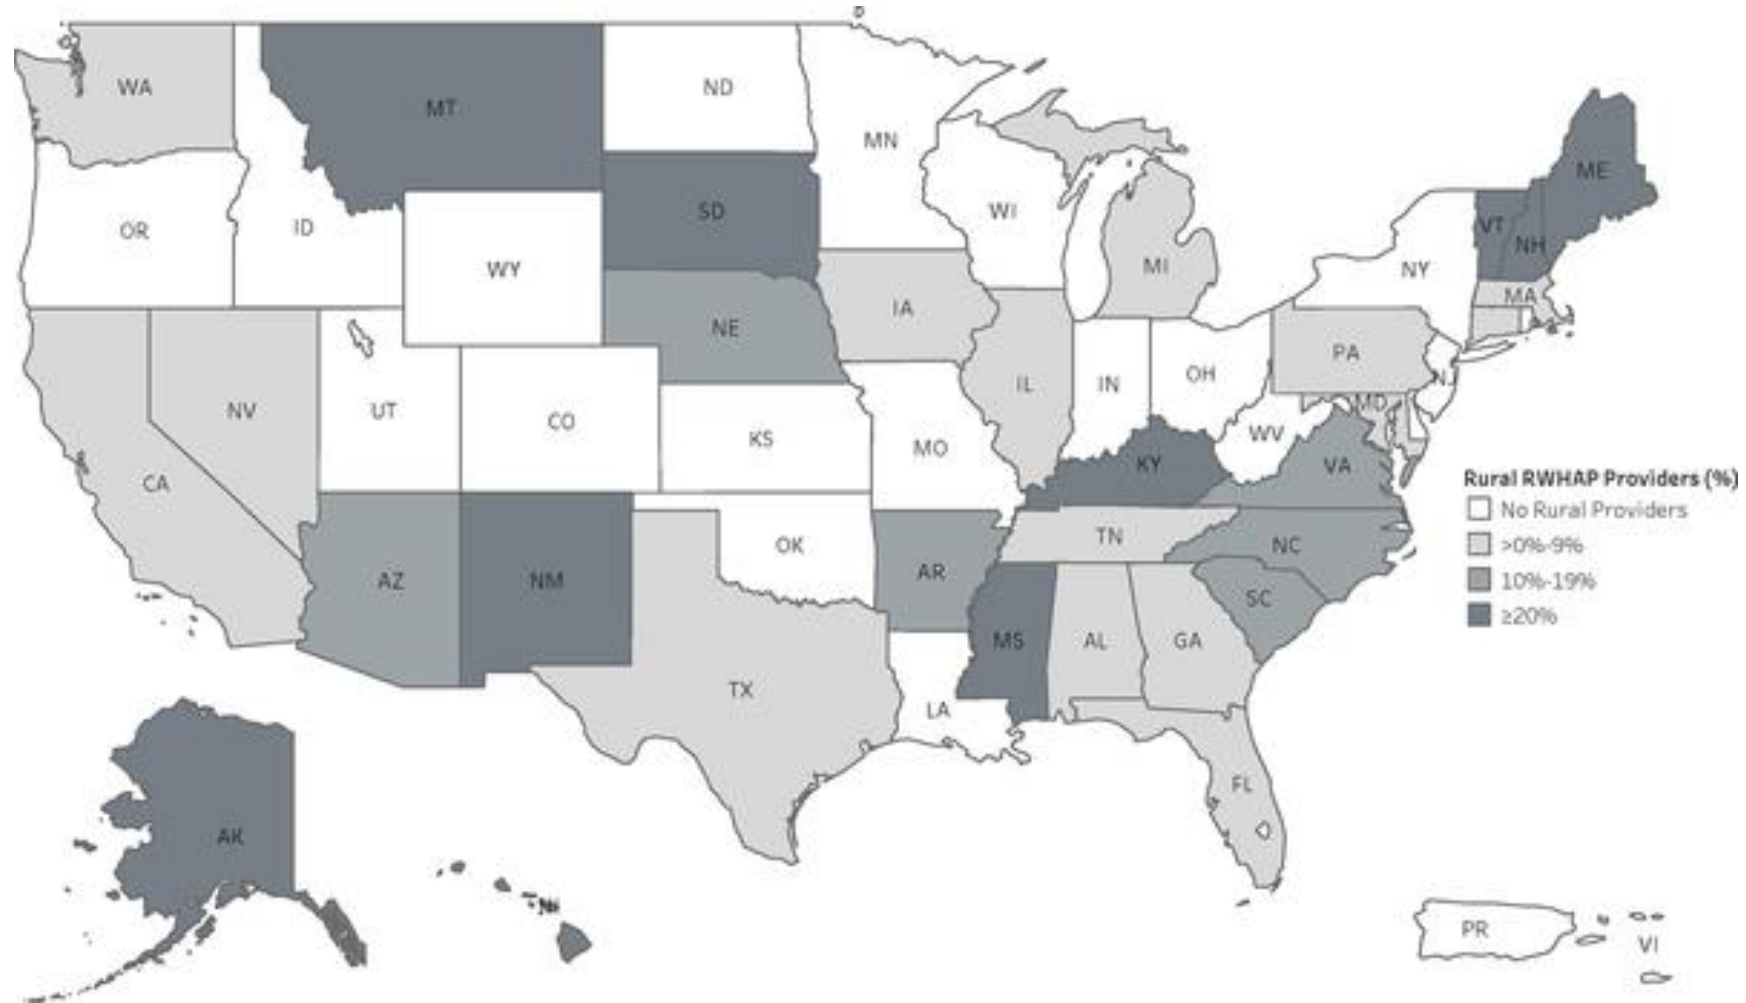 WA
MT
ND
MN
OR
ID
SD
WI
WY
MI
NY
VT
NH
ME
MA
NE
IA
PA
NV
UT
CO
KS
MO
IL
IN
OH
NJ
MD
WV
VA
CA
KY
AZ
NM
OK
AR
TN
NC
SC
TX
LA
MS
AL
GA
FL
AK
PR
VI
Rural RWHAP Providers (%)
No Rural Providers
>0%-9%
10%-19%
≥20%